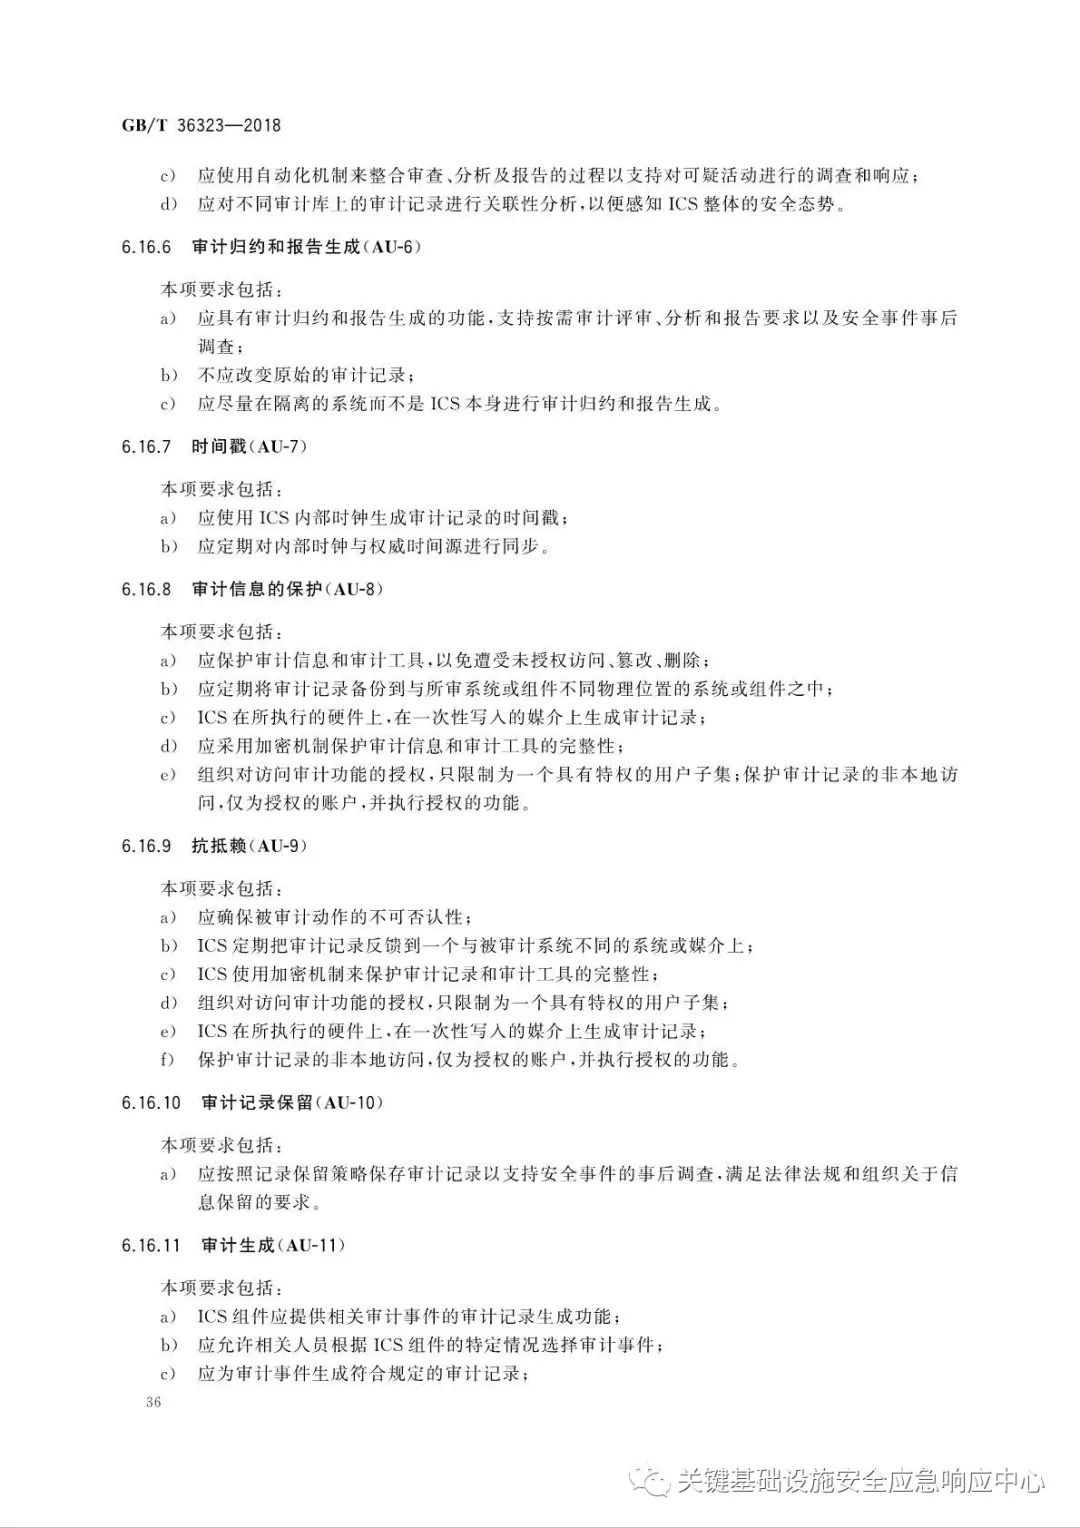 GB/T 36323—2018
c) 应使用自动化机制来整合审查、分析及报告的过程以支持对可疑活动进行的调查和响应;
d) 应对不同审计库上的审计记录进行关联性分析,以便感知 ICS 整体的安全态势。
6.16.6 审计归约和报告生成(AU-6)
本项要求包括:
a) 应具有审计归约和报告生成的功能,支持按需审计评审、分析和报告要求以及安全事件事后
调查;
b) 不应改变原始的审计记录;
c) 应尽量在隔离的系统而不是 ICS 本身进行审计归约和报告生成。
6.16.7 时间戳(AU-7)
本项要求包括:
a) 应使用 ICS 内部时钟生成审计记录的时间戳;
b) 应定期对内部时钟与权威时间源进行同步。
6.16.8 审计信息的保护(AU-8)
本项要求包括:
a) 应保护审计信息和审计工具,以免遭受未授权访问、篡改、删除;
b) 应定期将审计记录备份到与所审系统或组件不同物理位置的系统或组件之中;
c) ICS 在所执行的硬件上,在一次性写入的媒介上生成审计记录;
d) 应采用加密机制保护审计信息和审计工具的完整性;
e) 组织对访问审计功能的授权,只限制为一个具有特权的用户子集;保护审计记录的非本地访
问,仅为授权的账户,并执行授权的功能。
6.16.9 抗抵赖(AU-9)
本项要求包括:
a) 应确保被审计动作的不可否认性;
b) ICS 定期把审计记录反馈到一个与被审计系统不同的系统或媒介上;
c) ICS 使用加密机制来保护审计记录和审计工具的完整性;
d) 组织对访问审计功能的授权,只限制为一个具有特权的用户子集;
e) ICS 在所执行的硬件上,在一次性写入的媒介上生成审计记录;
f) 保护审计记录的非本地访问,仅为授权的账户,并执行授权的功能。
6.16.10 审计记录保留(AU-10)
本项要求包括:
a) 应按照记录保留策略保存审计记录以支持安全事件的事后调查,满足法律法规和组织关于信
息保留的要求。
6.16.11 审计生成(AU-11)
本项要求包括:
a) ICS 组件应提供相关审计事件的审计记录生成功能;
b) 应允许相关人员根据 ICS 组件的特定情况选择审计事件;
c) 应为审计事件生成符合规定的审计记录;
36
关键基础设施安全应急响应中心